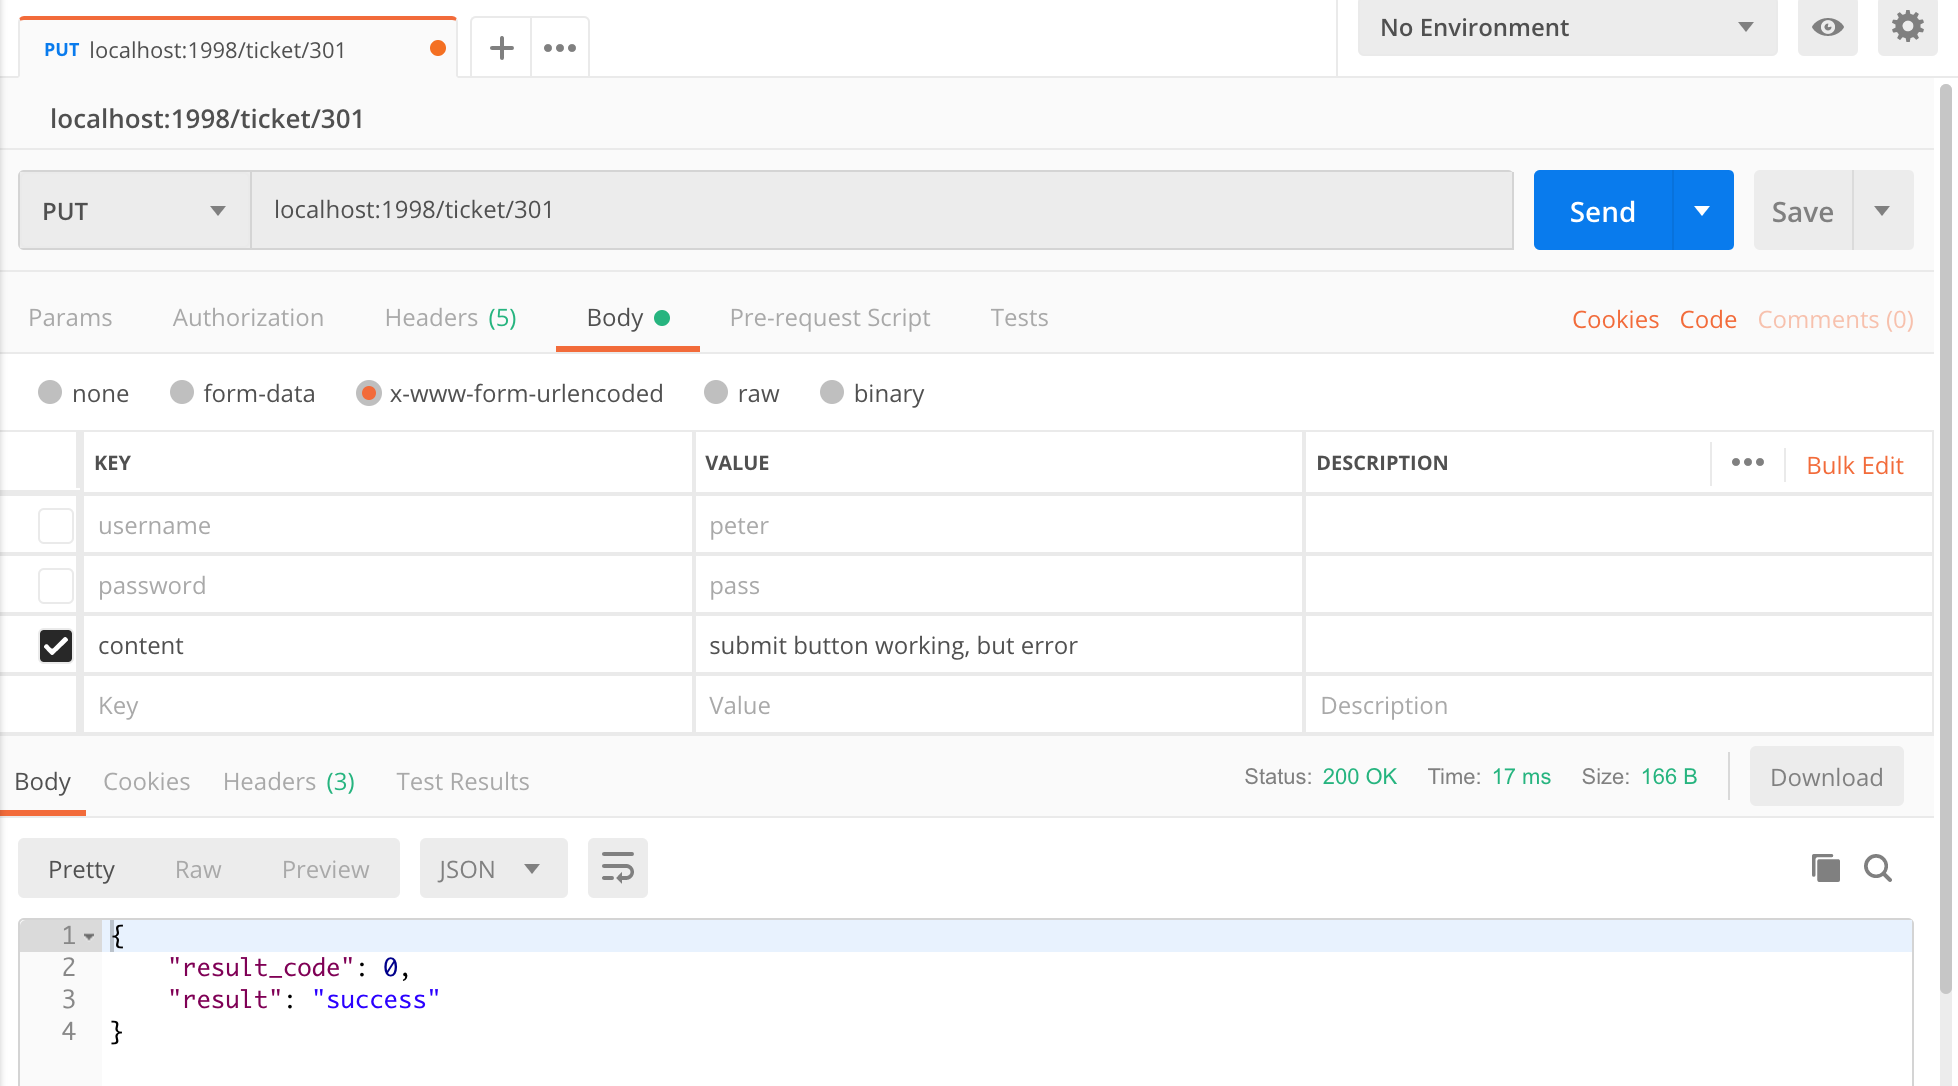 PUT localhost:1998/ticket/301
No Environment
localhost:1998/ticket/301
PUT localhost:1998/ticket/301 Send Save
Params Authorization Headers (5) Body Pre-request Script Tests Cookies Code Comments (0)
none form-data x-www-form-urlencoded raw binary
KEY VALUE DESCRIPTION Bulk Edit
username peter
password pass
content submit button working, but error
Key Value Description
Body Cookies Headers (3) Test Results Status: 200 OK Time: 17 ms Size: 166 B Download
Pretty Raw Preview JSON
1 {
2 "result_code": 0,
3 "result": "success"
4 }